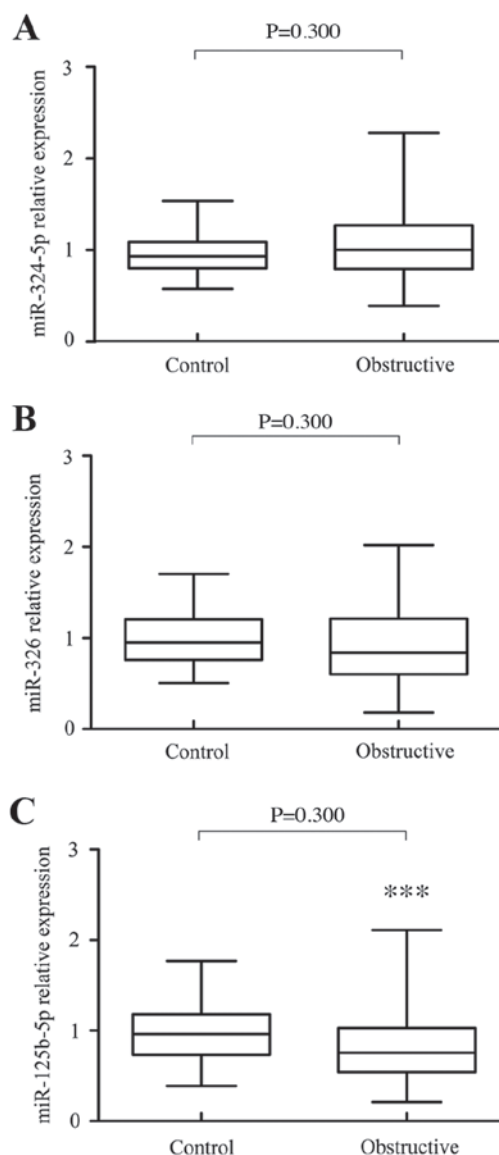 A
P=0.300
miR-324-5p relative expression
3
2
1
0
Control Obstructive
B
P=0.300
miR-326 relative expression
3
2
1
0
Control Obstructive
C
P=0.300
miR-125b-5p relative expression
3
2
1
0
***
Control Obstructive